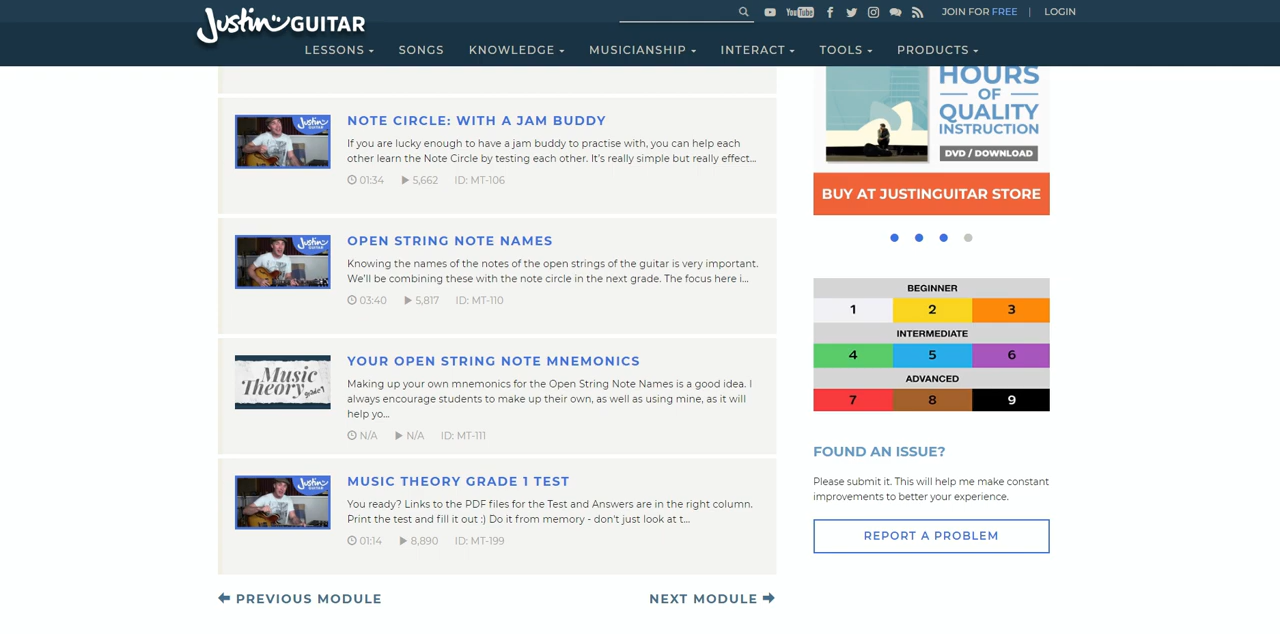 Justin GUITAR
JOIN FOR FREE | LOGIN
LESSONS SONGS KNOWLEDGE MUSICIANSHIP INTERACT TOOLS PRODUCTS
NOTE CIRCLE: WITH A JAM BUDDY
If you are lucky enough to have a jam buddy to practise with, you can help each
other learn the Note Circle by testing each other. It's really simple but really effect...
01:34 5,662 ID: MT-106
OPEN STRING NOTE NAMES
Knowing the names of the notes of the open strings of the guitar is very important.
We'll be combining these with the note circle in the next grade. The focus here i...
03:40 5,817 ID: MT-110
Music
Theory
YOUR OPEN STRING NOTE MNEMONICS
Making up your own mnemonics for the Open String Note Names is a good idea. I
always encourage students to make up their own, as well as using mine, as it will
help yo...
N/A N/A ID: MT-111
MUSIC THEORY GRADE 1 TEST
You ready? Links to the PDF files for the Test and Answers are in the right column.
Print the test and fill it out :) Do it from memory - don't just look at t...
01:14 8,890 ID: MT-199
PREVIOUS MODULE
NEXT MODULE
HOURS
OF
QUALITY
INSTRUCTION
DVD / DOWNLOAD
BUY AT JUSTINGUITAR STORE
BEGINNER
1 2 3
INTERMEDIATE
4 5 6
ADVANCED
7 8 9
FOUND AN ISSUE?
Please submit it. This will help me make constant
improvements to better your experience.
REPORT A PROBLEM